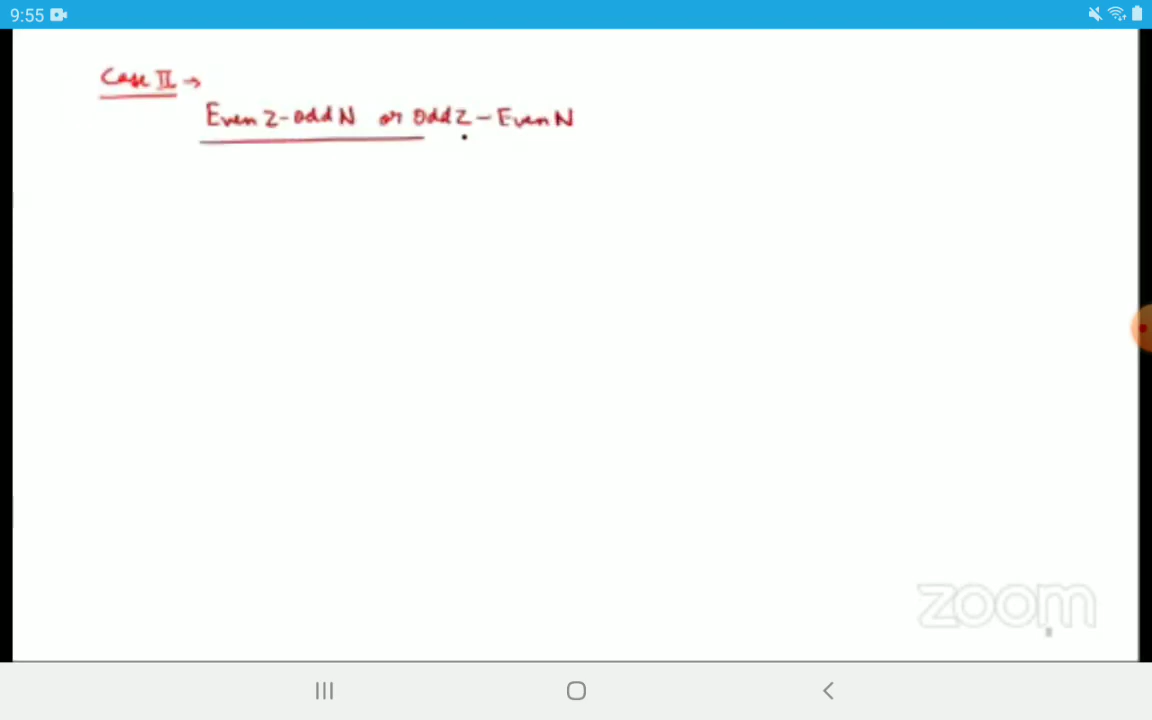 9:55
Case II →
Even Z - odd N or Odd Z - Even N
zoom